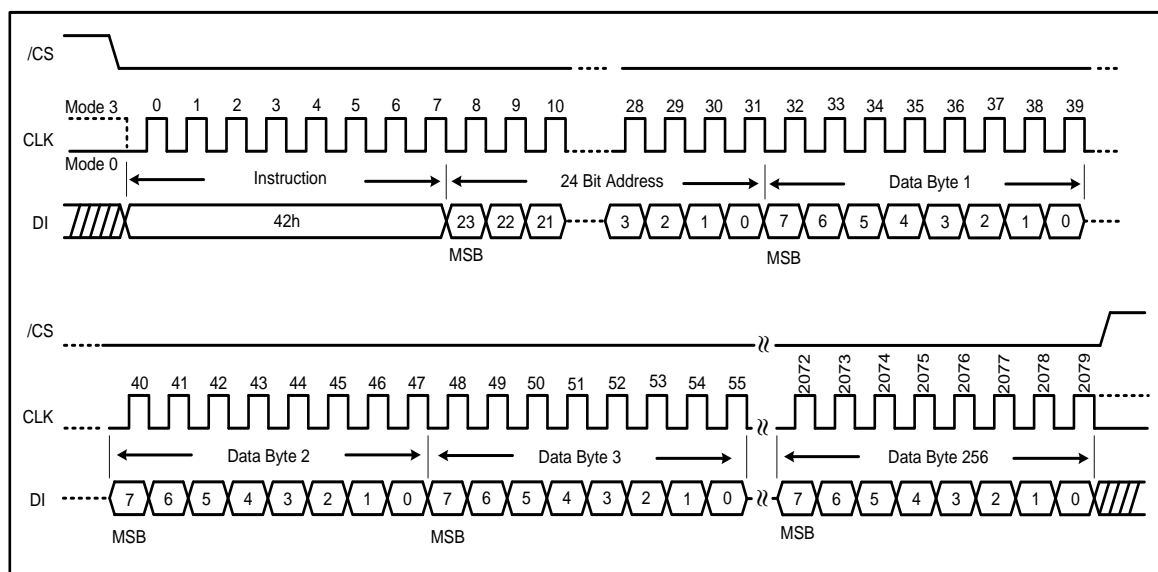 /CS
Mode 3 0 1 2 3 4 5 6 7 8 9 10 28 29 30 31 32 33 34 35 36 37 38 39
CLK
Mode 0
Instruction 24 Bit Address Data Byte 1
DI 42h 23 22 21 3 2 1 0 7 6 5 4 3 2 1 0
MSB MSB
/CS
40 41 42 43 44 45 46 47 48 49 50 51 52 53 54 55 2072 2073 2074 2075 2076 2077 2078 2079
CLK
Data Byte 2 Data Byte 3 Data Byte 256
DI 7 6 5 4 3 2 1 0 7 6 5 4 3 2 1 0 7 6 5 4 3 2 1 0
MSB MSB MSB